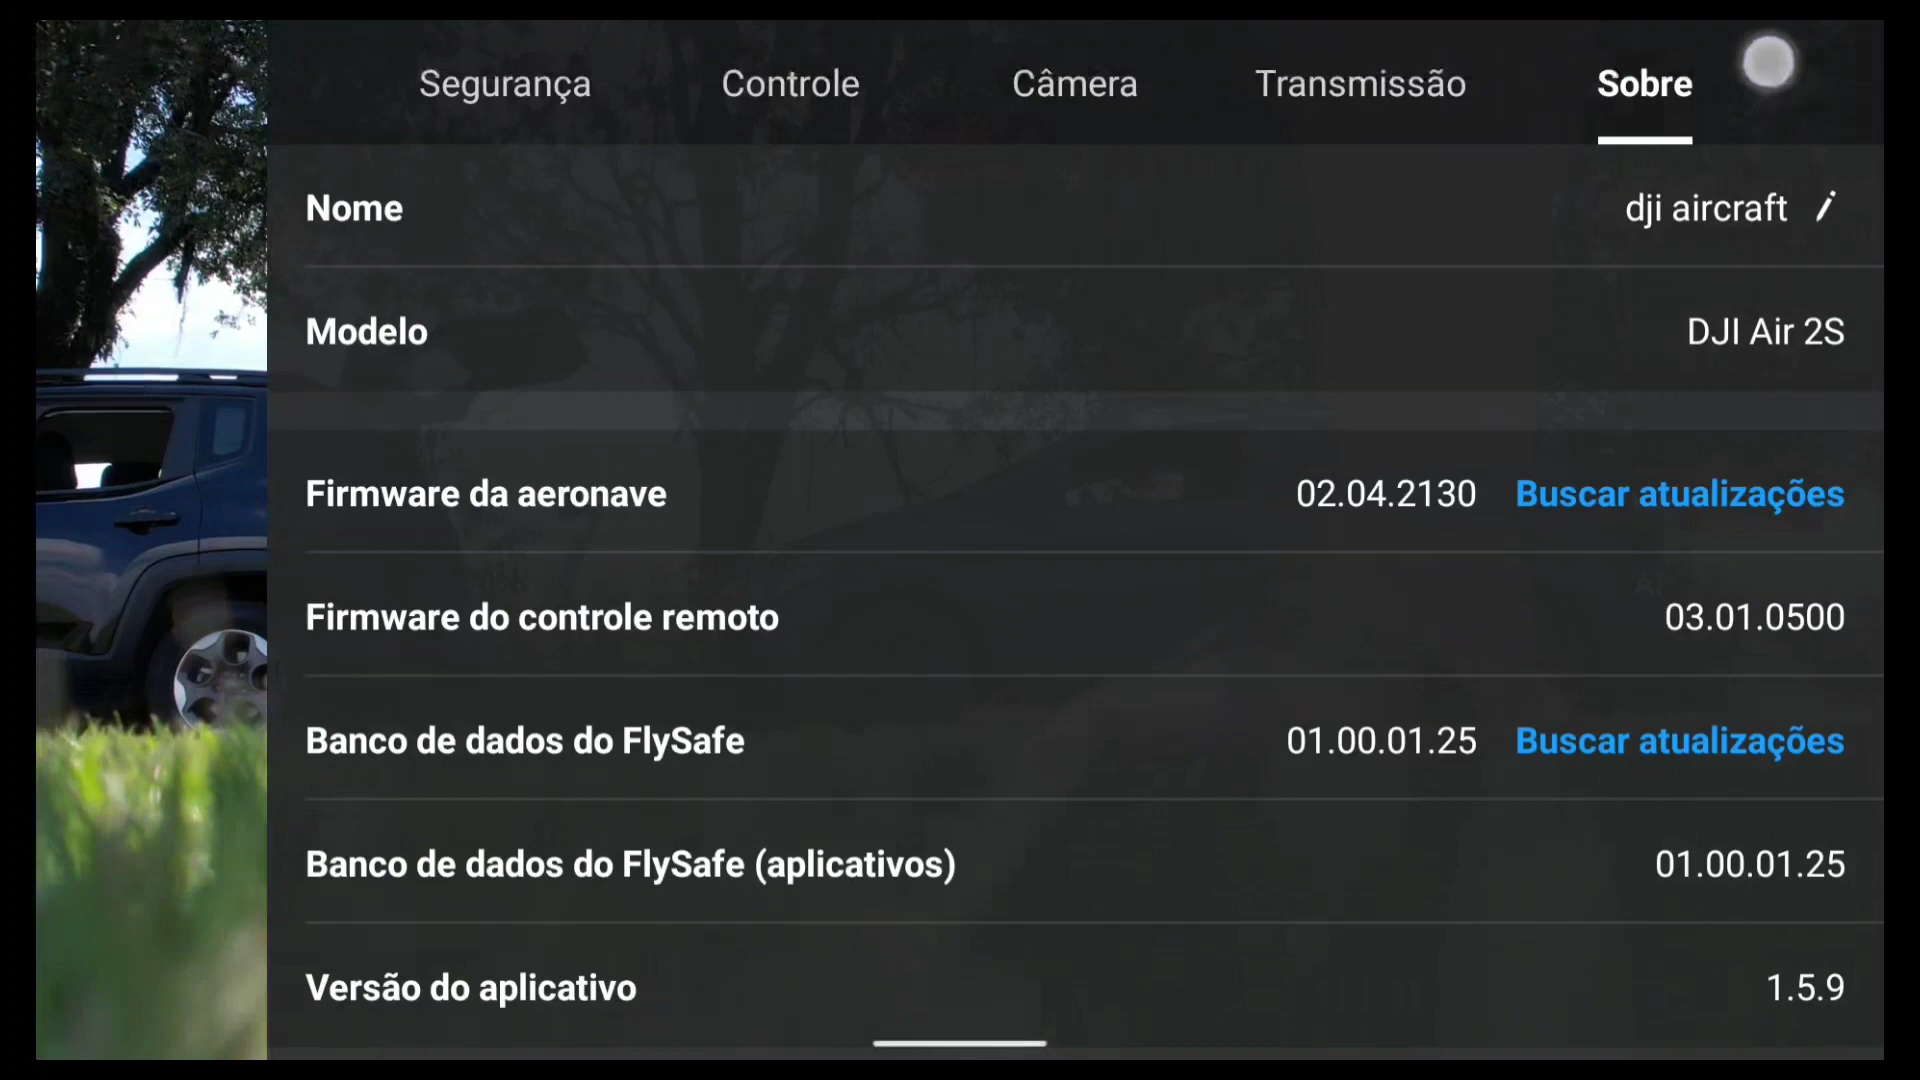 Segurança Controle Câmera Transmissão Sobre
Nome dji aircraft
Modelo DJI Air 2S
Firmware da aeronave 02.04.2130 Buscar atualizações
Firmware do controle remoto 03.01.0500
Banco de dados do FlySafe 01.00.01.25 Buscar atualizações
Banco de dados do FlySafe (aplicativos) 01.00.01.25
Versão do aplicativo 1.5.9